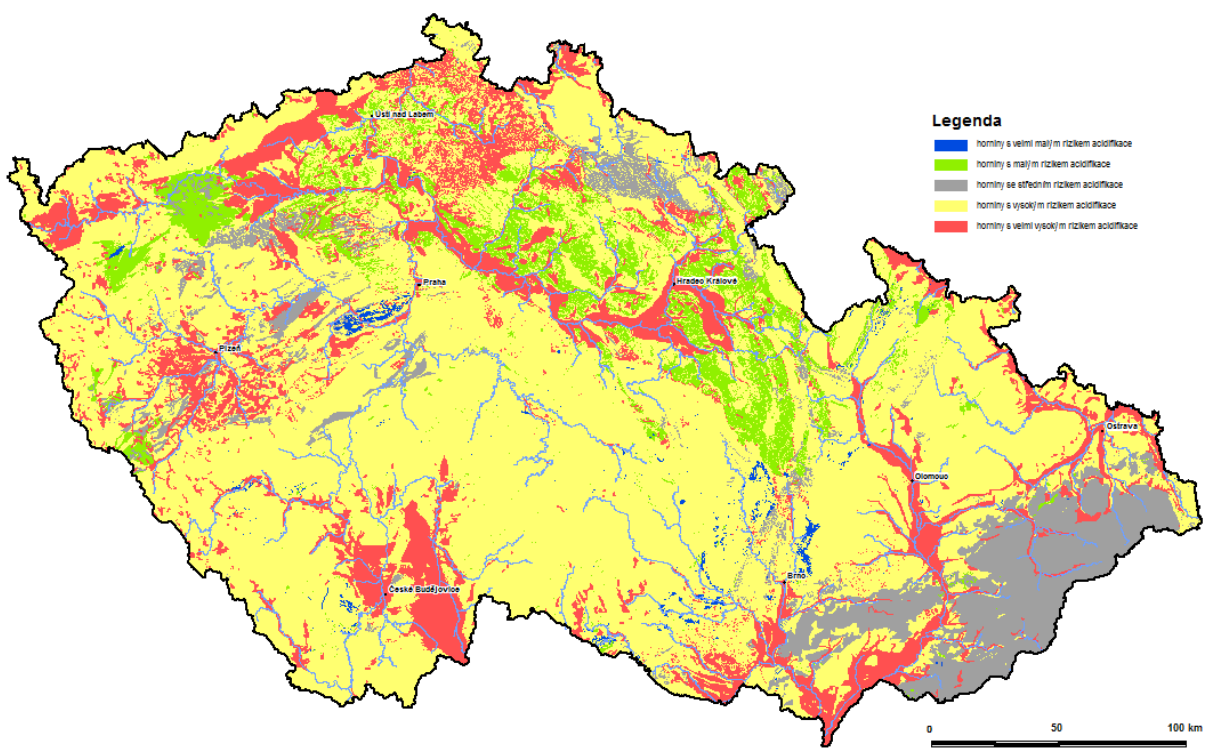 Legenda
horniny s velmi malým rizikem acidifikace
horniny s malým rizikem acidifikace
horniny se středním rizikem acidifikace
horniny s vysokým rizikem acidifikace
horniny s velmi vysokým rizikem acidifikace
Ústí nad Labem
Praha
Hradec Králové
Plzeň
Ostrava
Olomouc
Brno
České Budějovice
0 50 100 km